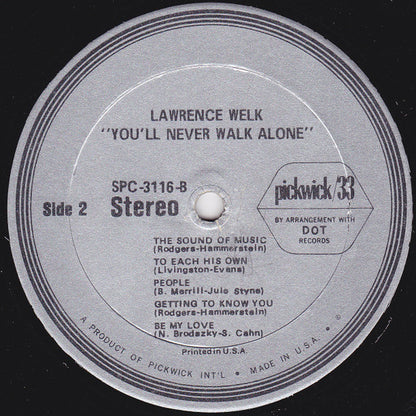 LAWRENCE WELK
"YOU'LL NEVER WALK ALONE"
SPC-3116-B
Side 2 Stereo
pickwick/33
BY ARRANGEMENT WITH
DOT
RECORDS
THE SOUND OF MUSIC
(Rodgers-Hammerstein)
TO EACH HIS OWN
(Livingston-Evans)
PEOPLE
(B. Merrill-Jule Styne)
GETTING TO KNOW YOU
(Rodgers-Hammerstein)
BE MY LOVE
(N. Brodszky-S. Cahn)
Printed in U.S.A.
A PRODUCT OF PICKWICK INT'L • MADE IN U.S.A. • ©